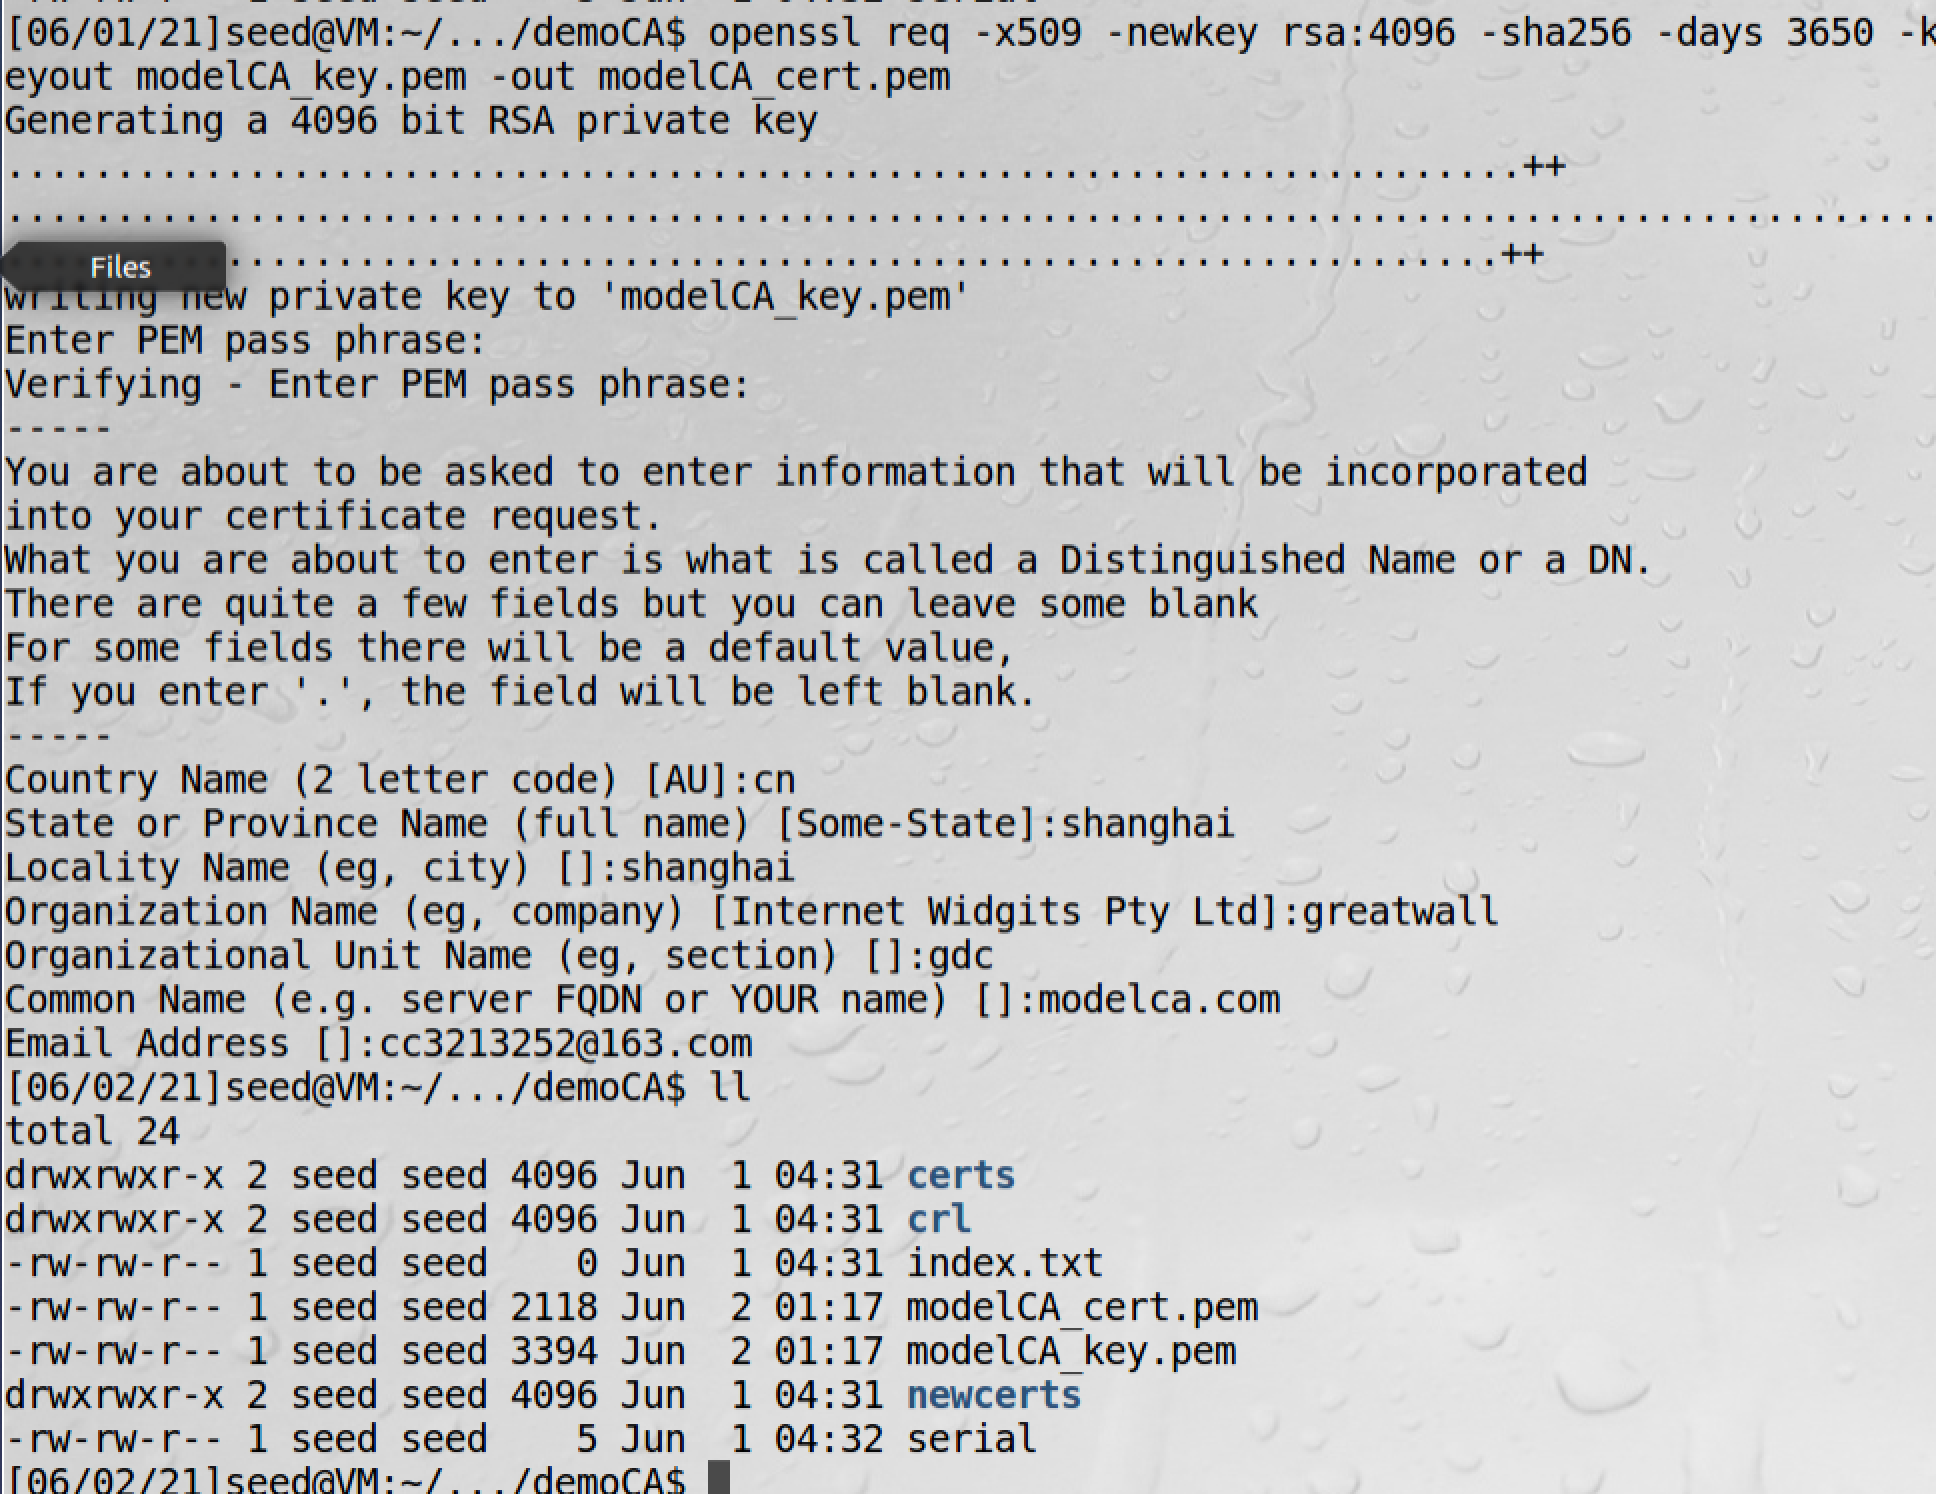 [06/01/21]seed@VM:~/.../demoCA$ openssl req -x509 -newkey rsa:4096 -sha256 -days 3650 -k
eyout modelCA_key.pem -out modelCA_cert.pem
Generating a 4096 bit RSA private key
.....................................................................++
........................................................................................
Files ....................................................................++
writing new private key to 'modelCA_key.pem'
Enter PEM pass phrase:
Verifying - Enter PEM pass phrase:
-----
You are about to be asked to enter information that will be incorporated
into your certificate request.
What you are about to enter is what is called a Distinguished Name or a DN.
There are quite a few fields but you can leave some blank
For some fields there will be a default value,
If you enter '.', the field will be left blank.
-----
Country Name (2 letter code) [AU]:cn
State or Province Name (full name) [Some-State]:shanghai
Locality Name (eg, city) []:shanghai
Organization Name (eg, company) [Internet Widgits Pty Ltd]:greatwall
Organizational Unit Name (eg, section) []:gdc
Common Name (e.g. server FQDN or YOUR name) []:modelca.com
Email Address []:cc3213252@163.com
[06/02/21]seed@VM:~/.../demoCA$ ll
total 24
drwxrwxr-x 2 seed seed 4096 Jun  1 04:31 certs
drwxrwxr-x 2 seed seed 4096 Jun  1 04:31 crl
-rw-rw-r-- 1 seed seed    0 Jun  1 04:31 index.txt
-rw-rw-r-- 1 seed seed 2118 Jun  2 01:17 modelCA_cert.pem
-rw-rw-r-- 1 seed seed 3394 Jun  2 01:17 modelCA_key.pem
drwxrwxr-x 2 seed seed 4096 Jun  1 04:31 newcerts
-rw-rw-r-- 1 seed seed    5 Jun  1 04:32 serial
[06/02/21]seed@VM:~/.../demoCA$